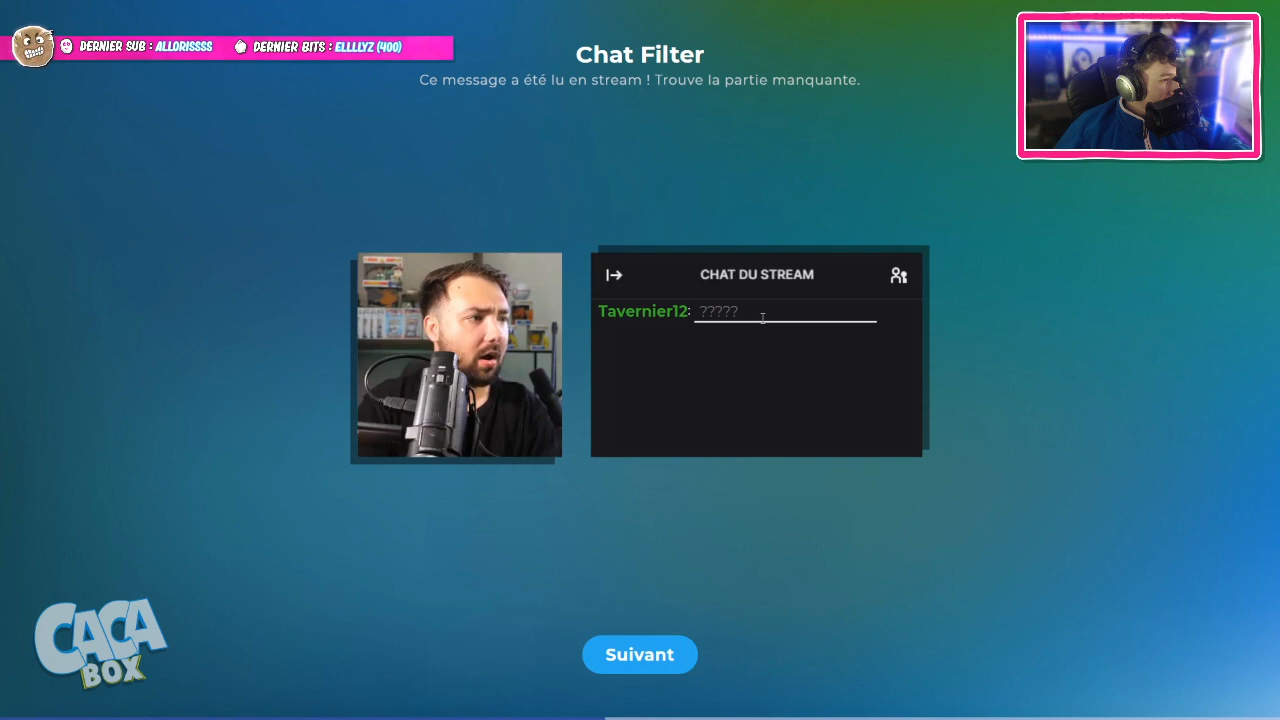 DERNIER SUB : ALLORISSSS DERNIER BITS : ELLLLYZ (400)
Chat Filter
Ce message a été lu en stream ! Trouve la partie manquante.
CHAT DU STREAM
Tavernier12: ?????
CACA
BOX
Suivant